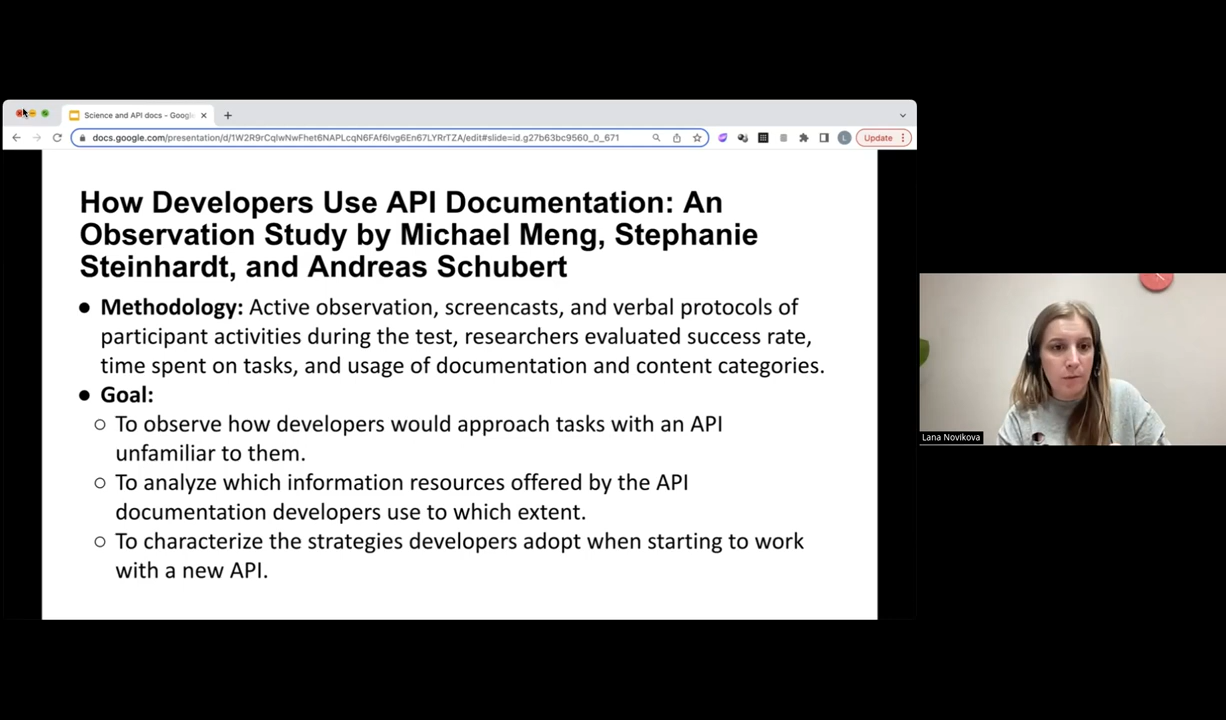 Science and API docs - Google
docs.google.com/presentation/d/1W2R9rCqlwNwFhet6NAPLcqN6FAf6lvg6En67LYRrTZA/edit#slide=id.g27b63bc9560_0_671
L
Update
How Developers Use API Documentation: An
Observation Study by Michael Meng, Stephanie
Steinhardt, and Andreas Schubert
● Methodology: Active observation, screencasts, and verbal protocols of
participant activities during the test, researchers evaluated success rate,
time spent on tasks, and usage of documentation and content categories.
● Goal:
○ To observe how developers would approach tasks with an API
unfamiliar to them.
○ To analyze which information resources offered by the API
documentation developers use to which extent.
○ To characterize the strategies developers adopt when starting to work
with a new API.
Lana Novikova